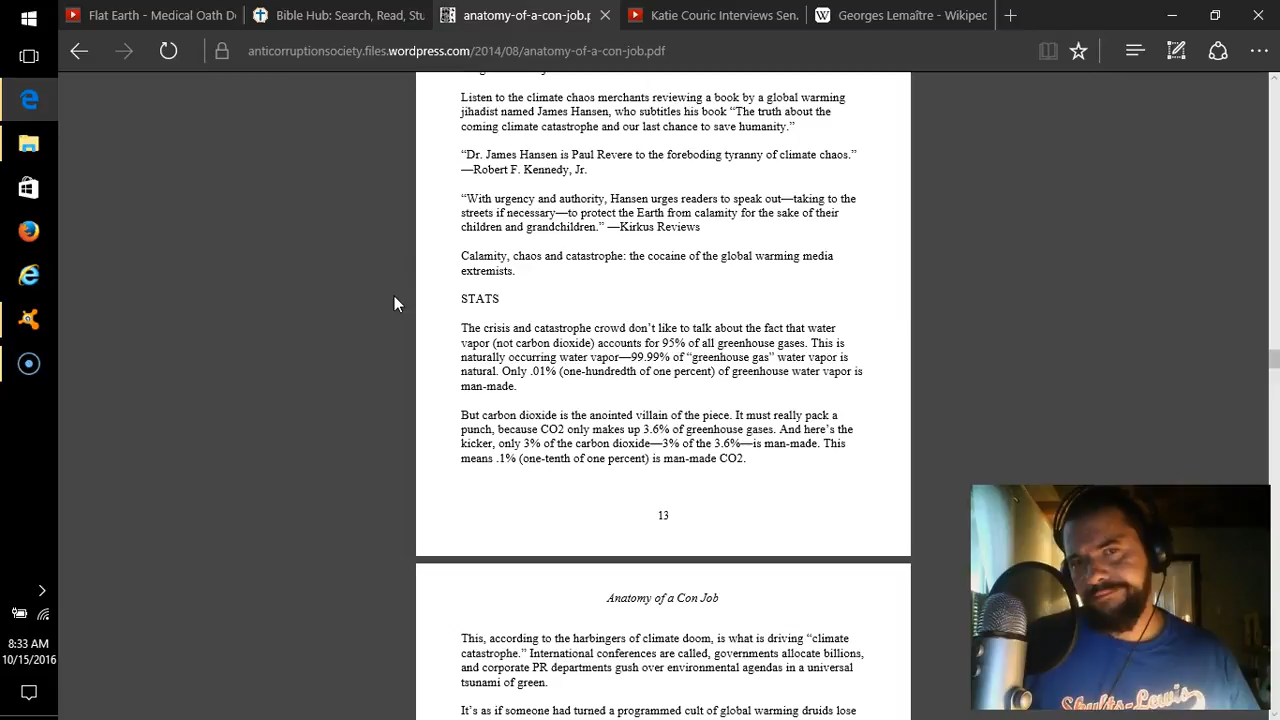 Flat Earth - Medical Oath D
Bible Hub: Search, Read, Stu
anatomy-of-a-con-job.p
Katie Couric Interviews Sen.
Georges Lemaître - Wikipec
anticorruptionsociety.files.wordpress.com/2014/08/anatomy-of-a-con-job.pdf
Listen to the climate chaos merchants reviewing a book by a global warming
jihadist named James Hansen, who subtitles his book “The truth about the
coming climate catastrophe and our last chance to save humanity.”
“Dr. James Hansen is Paul Revere to the foreboding tyranny of climate chaos.”
—Robert F. Kennedy, Jr.
“With urgency and authority, Hansen urges readers to speak out—taking to the
streets if necessary—to protect the Earth from calamity for the sake of their
children and grandchildren.” —Kirkus Reviews
Calamity, chaos and catastrophe: the cocaine of the global warming media
extremists.
STATS
The crisis and catastrophe crowd don’t like to talk about the fact that water
vapor (not carbon dioxide) accounts for 95% of all greenhouse gases. This is
naturally occurring water vapor—99.99% of “greenhouse gas” water vapor is
natural. Only .01% (one-hundredth of one percent) of greenhouse water vapor is
man-made.
But carbon dioxide is the anointed villain of the piece. It must really pack a
punch, because CO2 only makes up 3.6% of greenhouse gases. And here’s the
kicker, only 3% of the carbon dioxide—3% of the 3.6%—is man-made. This
means .1% (one-tenth of one percent) is man-made CO2.
13
Anatomy of a Con Job
This, according to the harbingers of climate doom, is what is driving “climate
catastrophe.” International conferences are called, governments allocate billions,
and corporate PR departments gush over environmental agendas in a universal
tsunami of green.
It’s as if someone had turned a programmed cult of global warming druids lose
8:33 AM
10/15/2016
Shults-Lewis